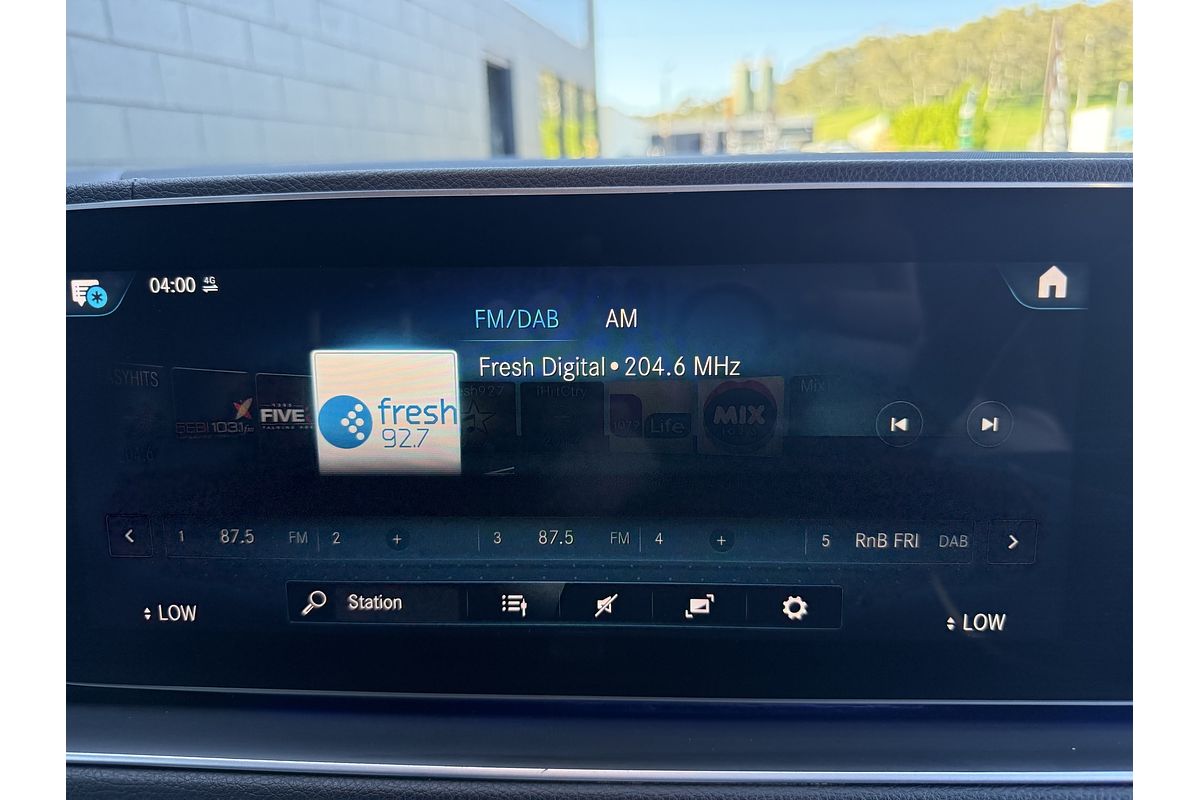 04:00 4G
FM/DAB AM
Fresh Digital • 204.6 MHz
fresh
92.7
FIVE
Life
MIX
Mix
1 87.5 FM 2 + 3 87.5 FM 4 + 5 RnB FRI DAB
Station
LOW
LOW